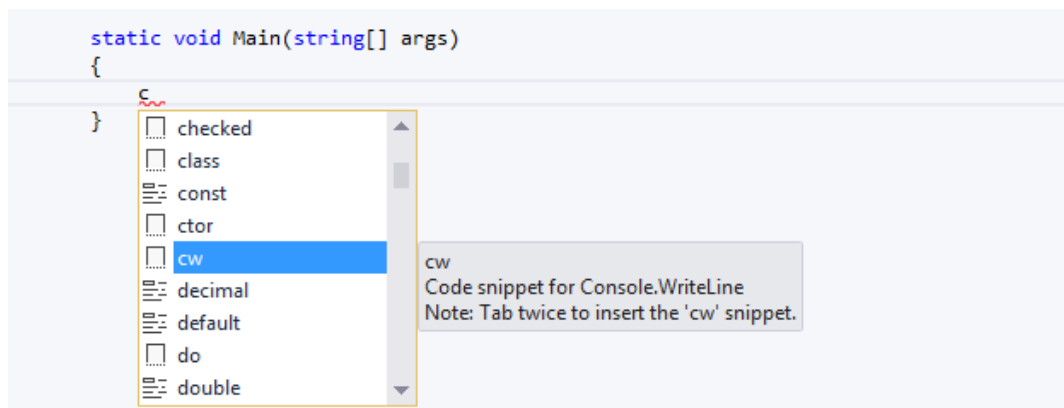 static void Main(string[] args)
{
c
}
checked
class
const
ctor
cw
decimal
default
do
double
cw
Code snippet for Console.WriteLine
Note: Tab twice to insert the 'cw' snippet.